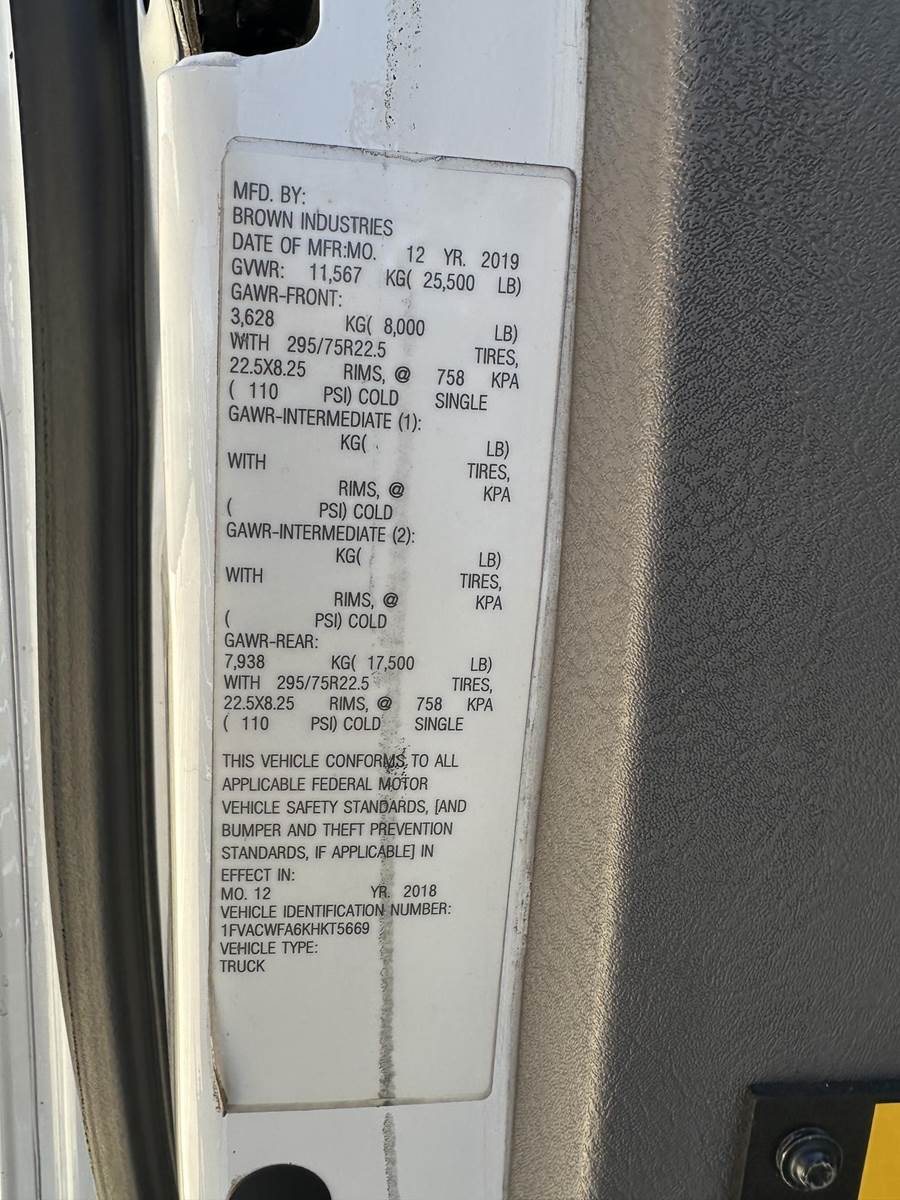 MFD. BY:
BROWN INDUSTRIES
DATE OF MFR:MO. 12 YR. 2019
GVWR: 11,567 KG( 25,500 LB)
GAWR-FRONT:
3,628 KG( 8,000 LB)
WITH 295/75R22.5 TIRES,
22.5X8.25 RIMS, @ 758 KPA
( 110 PSI) COLD SINGLE
GAWR-INTERMEDIATE (1):
KG( LB)
WITH TIRES,
RIMS, @ KPA
( PSI) COLD
GAWR-INTERMEDIATE (2):
KG( LB)
WITH TIRES,
RIMS, @ KPA
( PSI) COLD
GAWR-REAR:
7,938 KG( 17,500 LB)
WITH 295/75R22.5 TIRES,
22.5X8.25 RIMS, @ 758 KPA
( 110 PSI) COLD SINGLE
THIS VEHICLE CONFORMS TO ALL
APPLICABLE FEDERAL MOTOR
VEHICLE SAFETY STANDARDS, [AND
BUMPER AND THEFT PREVENTION
STANDARDS, IF APPLICABLE] IN
EFFECT IN:
MO. 12 YR. 2018
VEHICLE IDENTIFICATION NUMBER:
1FVACWFA6KHKT5669
VEHICLE TYPE:
TRUCK